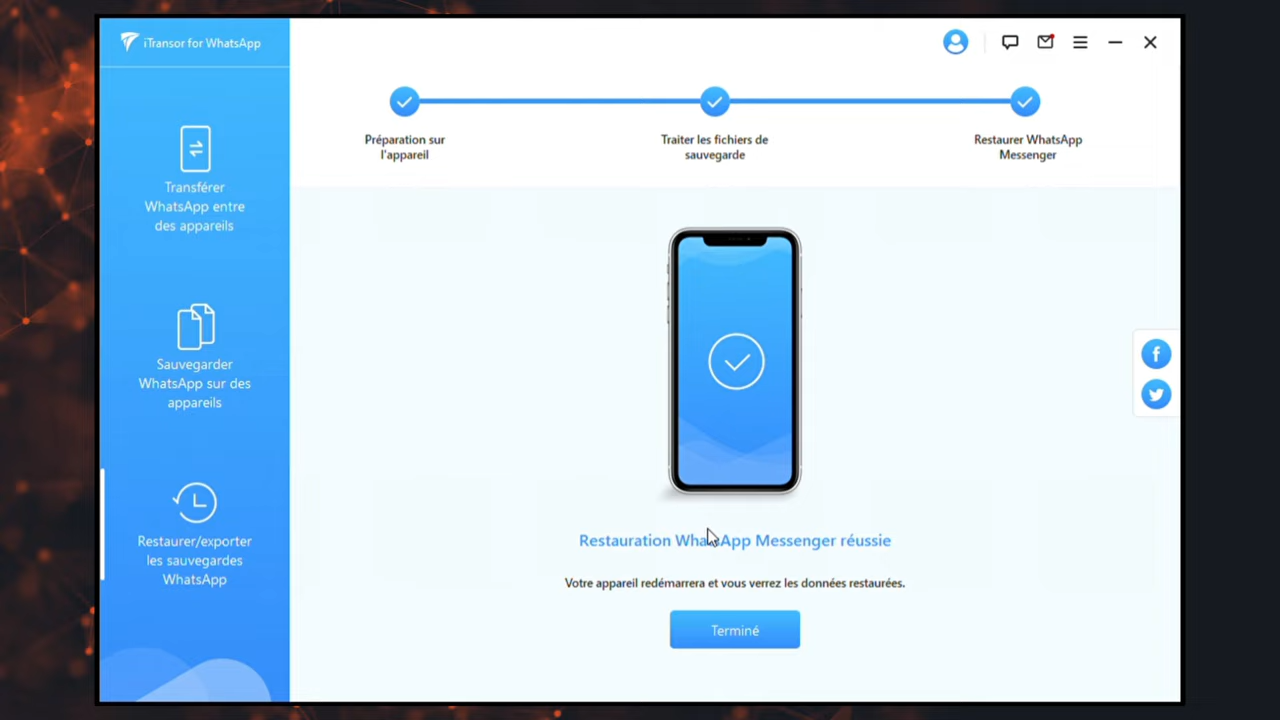 iTransor for WhatsApp
Préparation sur
l'appareil
Traiter les fichiers de
sauvegarde
Restaurer WhatsApp
Messenger
Transférer
WhatsApp entre
des appareils
Sauvegarder
WhatsApp sur des
appareils
Restaurer/exporter
les sauvegardes
WhatsApp
Restauration WhatsApp Messenger réussie
Votre appareil redémarrera et vous verrez les données restaurées.
Terminé